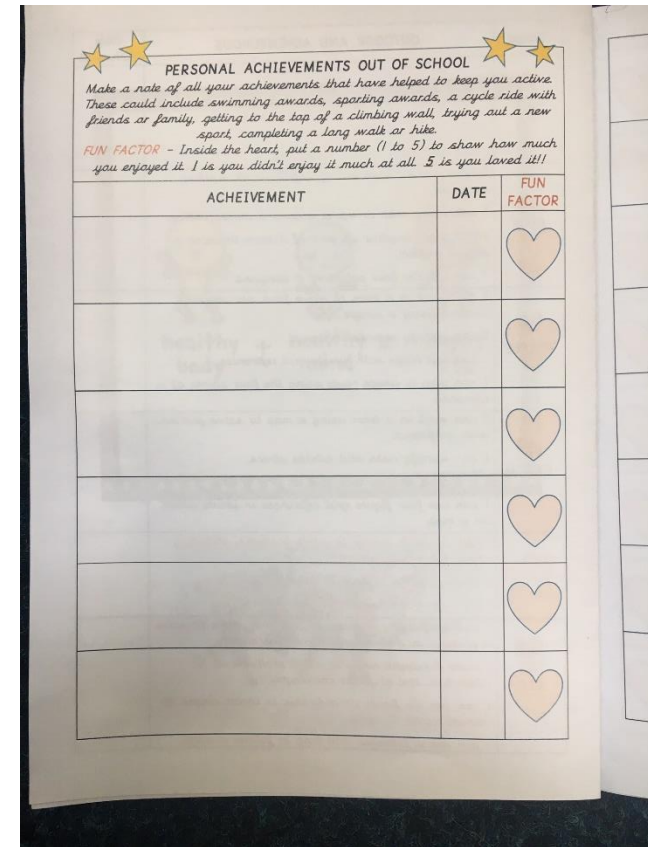 PERSONAL ACHIEVEMENTS OUT OF SCHOOL
Make a note of all your achievements that have helped to keep you active.
These could include swimming awards, sporting awards, a cycle ride with
friends or family, getting to the top of a climbing wall, trying out a new
sport, completing a long walk or hike.
FUN FACTOR - Inside the heart, put a number (1 to 5) to show how much
you enjoyed it. 1 is you didn't enjoy it much at all. 5 is you loved it!!
ACHEIVEMENT DATE FUN FACTOR